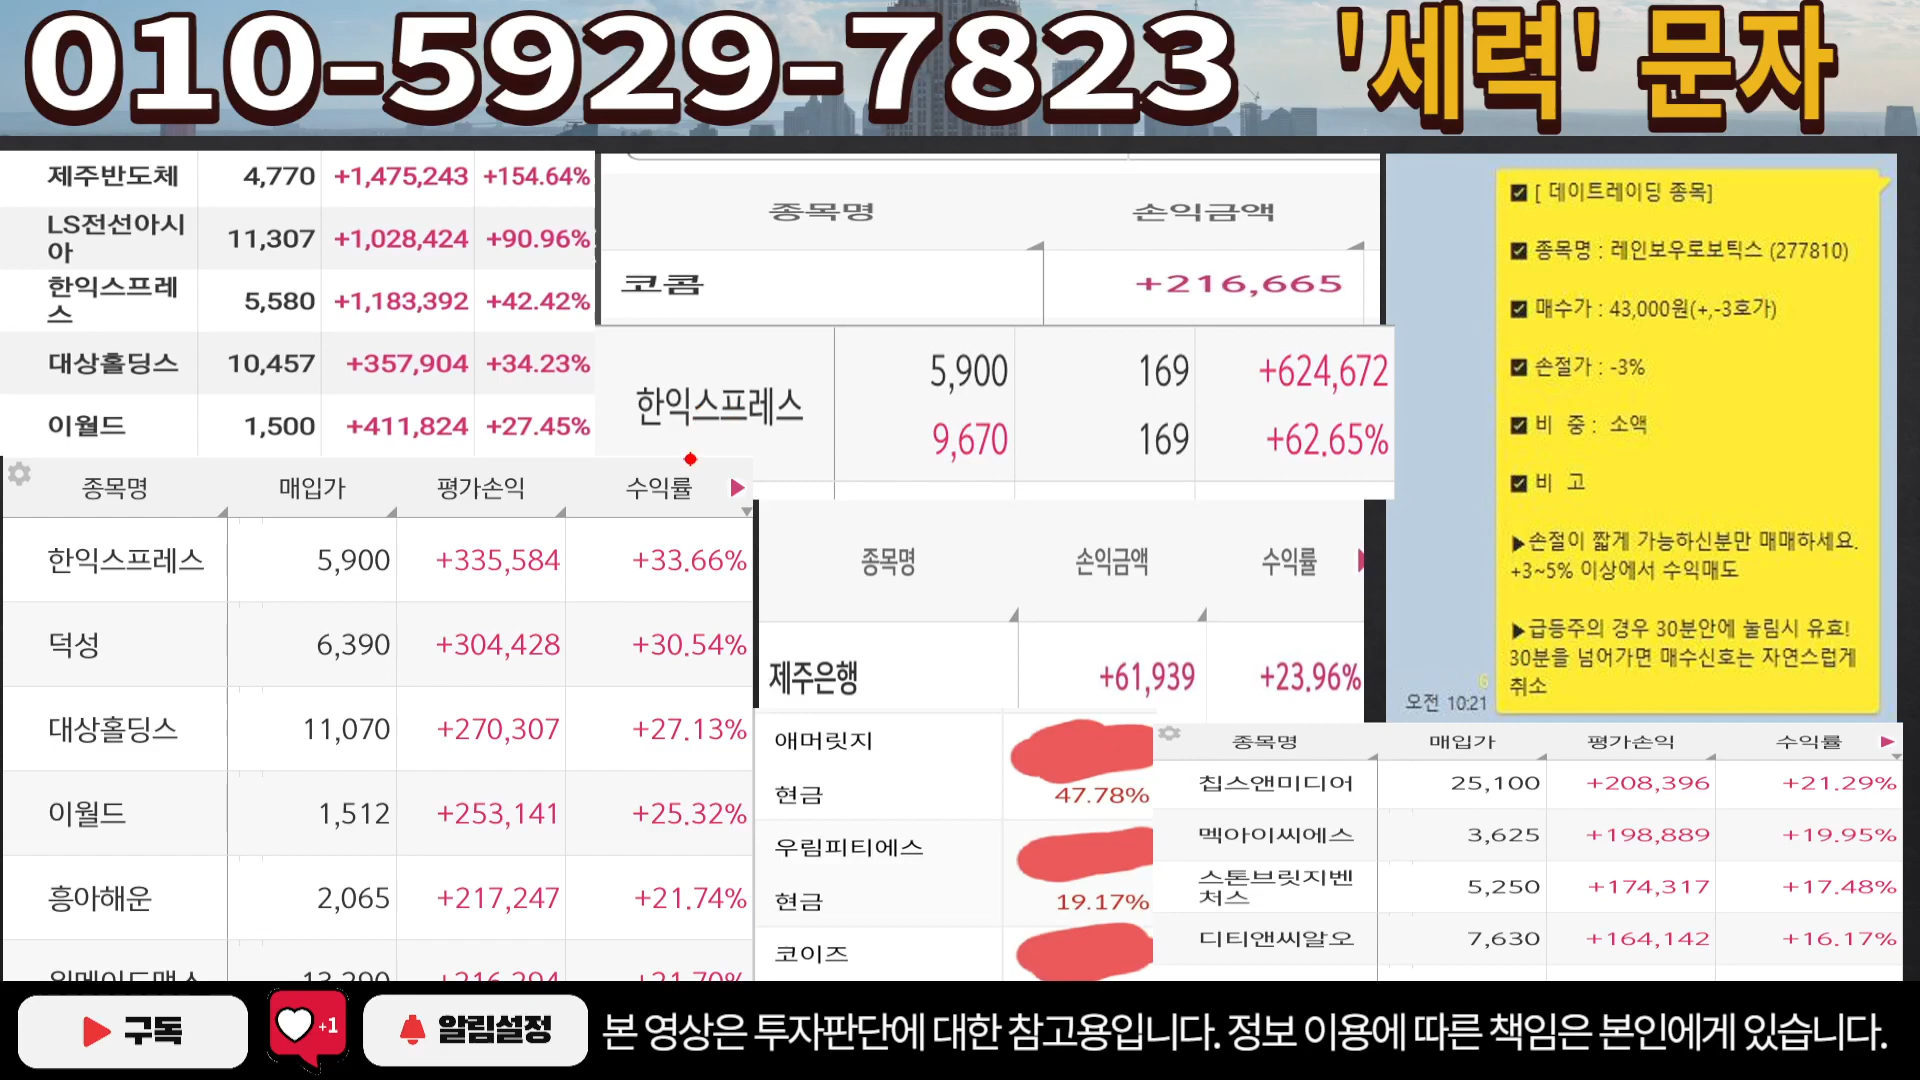 010-5929-7823 '세력' 문자
제주반도체 4,770 +1,475,243 +154.64%
LS전선아시아 11,307 +1,028,424 +90.96%
한익스프레스 5,580 +1,183,392 +42.42%
대상홀딩스 10,457 +357,904 +34.23%
이월드 1,500 +411,824 +27.45%
종목명 손익금액
코콤 +216,665
한익스프레스 5,900 169 +624,672
9,670 169 +62.65%
[ 데이트레이딩 종목]
종목명 : 레인보우로보틱스 (277810)
매수가 : 43,000원(+,-3호가)
손절가 : -3%
비 중 : 소액
비 고
▶손절이 짧게 가능하신분만 매매하세요.
+3~5% 이상에서 수익매도
▶급등주의 경우 30분안에 눌림시 유효!
30분을 넘어가면 매수신호는 자연스럽게
취소
6
오전 10:21
종목명 매입가 평가손익 수익률
한익스프레스 5,900 +335,584 +33.66%
덕성 6,390 +304,428 +30.54%
대상홀딩스 11,070 +270,307 +27.13%
이월드 1,512 +253,141 +25.32%
흥아해운 2,065 +217,247 +21.74%
종목명 손익금액 수익률
제주은행 +61,939 +23.96%
애머릿지
현금 47.78%
우림피티에스
현금 19.17%
코이즈
종목명 매입가 평가손익 수익률
칩스앤미디어 25,100 +208,396 +21.29%
멕아이씨에스 3,625 +198,889 +19.95%
스톤브릿지벤처스 5,250 +174,317 +17.48%
디티앤씨알오 7,630 +164,142 +16.17%
구독 +1 알림설정 본 영상은 투자판단에 대한 참고용입니다. 정보 이용에 따른 책임은 본인에게 있습니다.